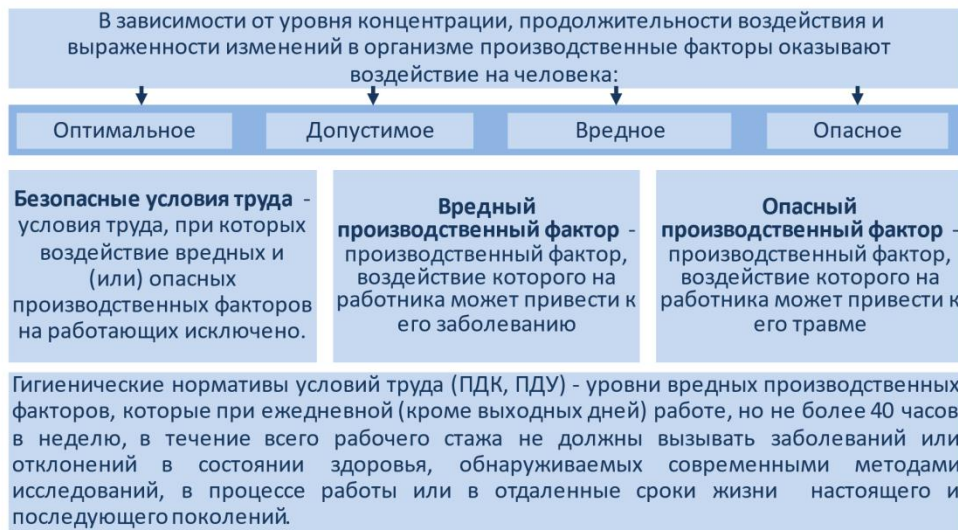 В зависимости от уровня концентрации, продолжительности воздействия и
выраженности изменений в организме производственные факторы оказывают
воздействие на человека:
Оптимальное
Допустимое
Вредное
Опасное
Безопасные условия труда -
условия труда, при которых
воздействие вредных и
(или) опасных
производственных факторов
на работающих исключено.
Вредный
производственный фактор -
производственный фактор,
воздействие которого на
работника может привести к
его заболеванию
Опасный
производственный фактор -
производственный фактор,
воздействие которого на
работника может привести к
его травме
Гигиенические нормативы условий труда (ПДК, ПДУ) - уровни вредных производственных
факторов, которые при ежедневной (кроме выходных дней) работе, но не более 40 часов
в неделю, в течение всего рабочего стажа не должны вызывать заболеваний или
отклонений в состоянии здоровья, обнаруживаемых современными методами
исследований, в процессе работы или в отдаленные сроки жизни настоящего и
последующего поколений.